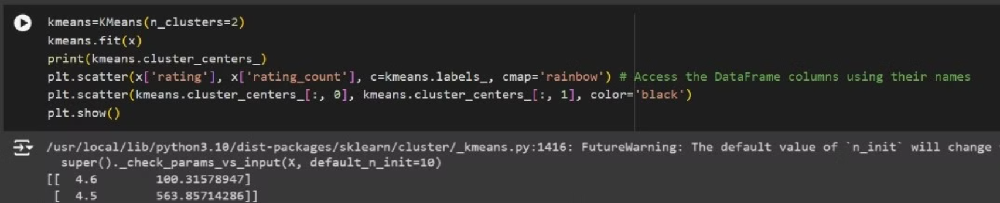 kmeans=KMeans(n_clusters=2)
kmeans.fit(x)
print(kmeans.cluster_centers_)
plt.scatter(x['rating'], x['rating_count'], c=kmeans.labels_, cmap='rainbow') # Access the DataFrame columns using their names
plt.scatter(kmeans.cluster_centers_[:, 0], kmeans.cluster_centers_[:, 1], color='black')
plt.show()
/usr/local/lib/python3.10/dist-packages/sklearn/cluster/_kmeans.py:1416: FutureWarning: The default value of `n_init` will change
super()._check_params_vs_input(X, default_n_init=10)
[[ 4.6 100.31578947]
[ 4.5 563.85714286]]